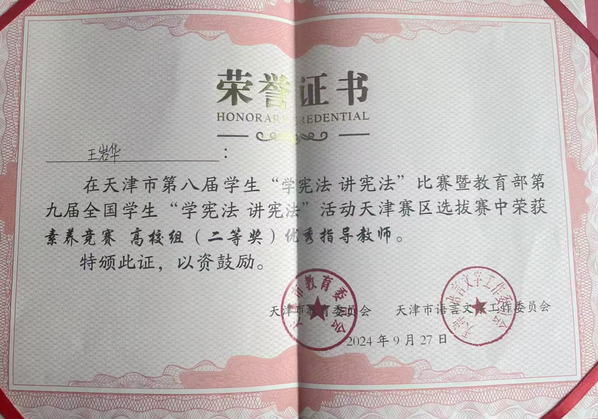 荣誉证书
HONORARY CREDENTIAL
王岩华：
在天津市第八届学生“学宪法 讲宪法”比赛暨教育部第
九届全国学生“学宪法 讲宪法”活动天津赛区选拔赛中荣获
素养竞赛 高校组（二等奖）优秀指导教师。
特颁此证，以资鼓励。
天津市教育委员会 天津市语言文字工作委员会
2024年9月27日